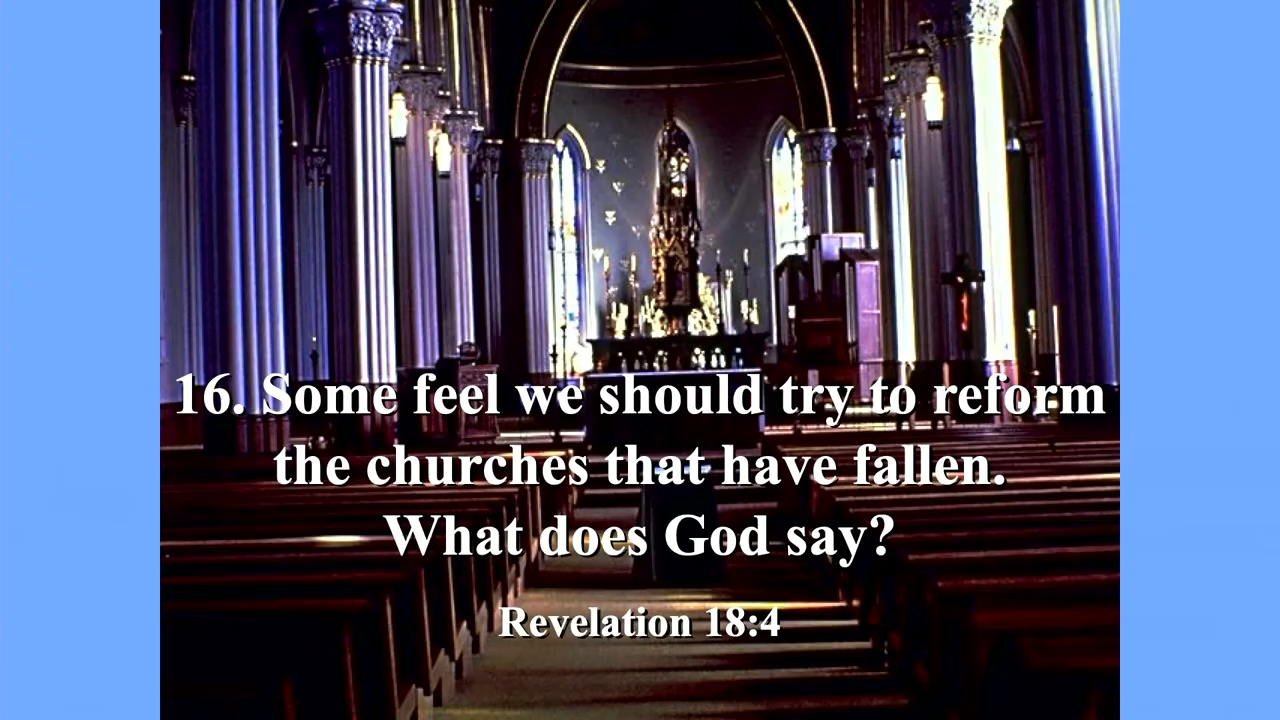 16. Some feel we should try to reform
the churches that have fallen.
What does God say?
Revelation 18:4